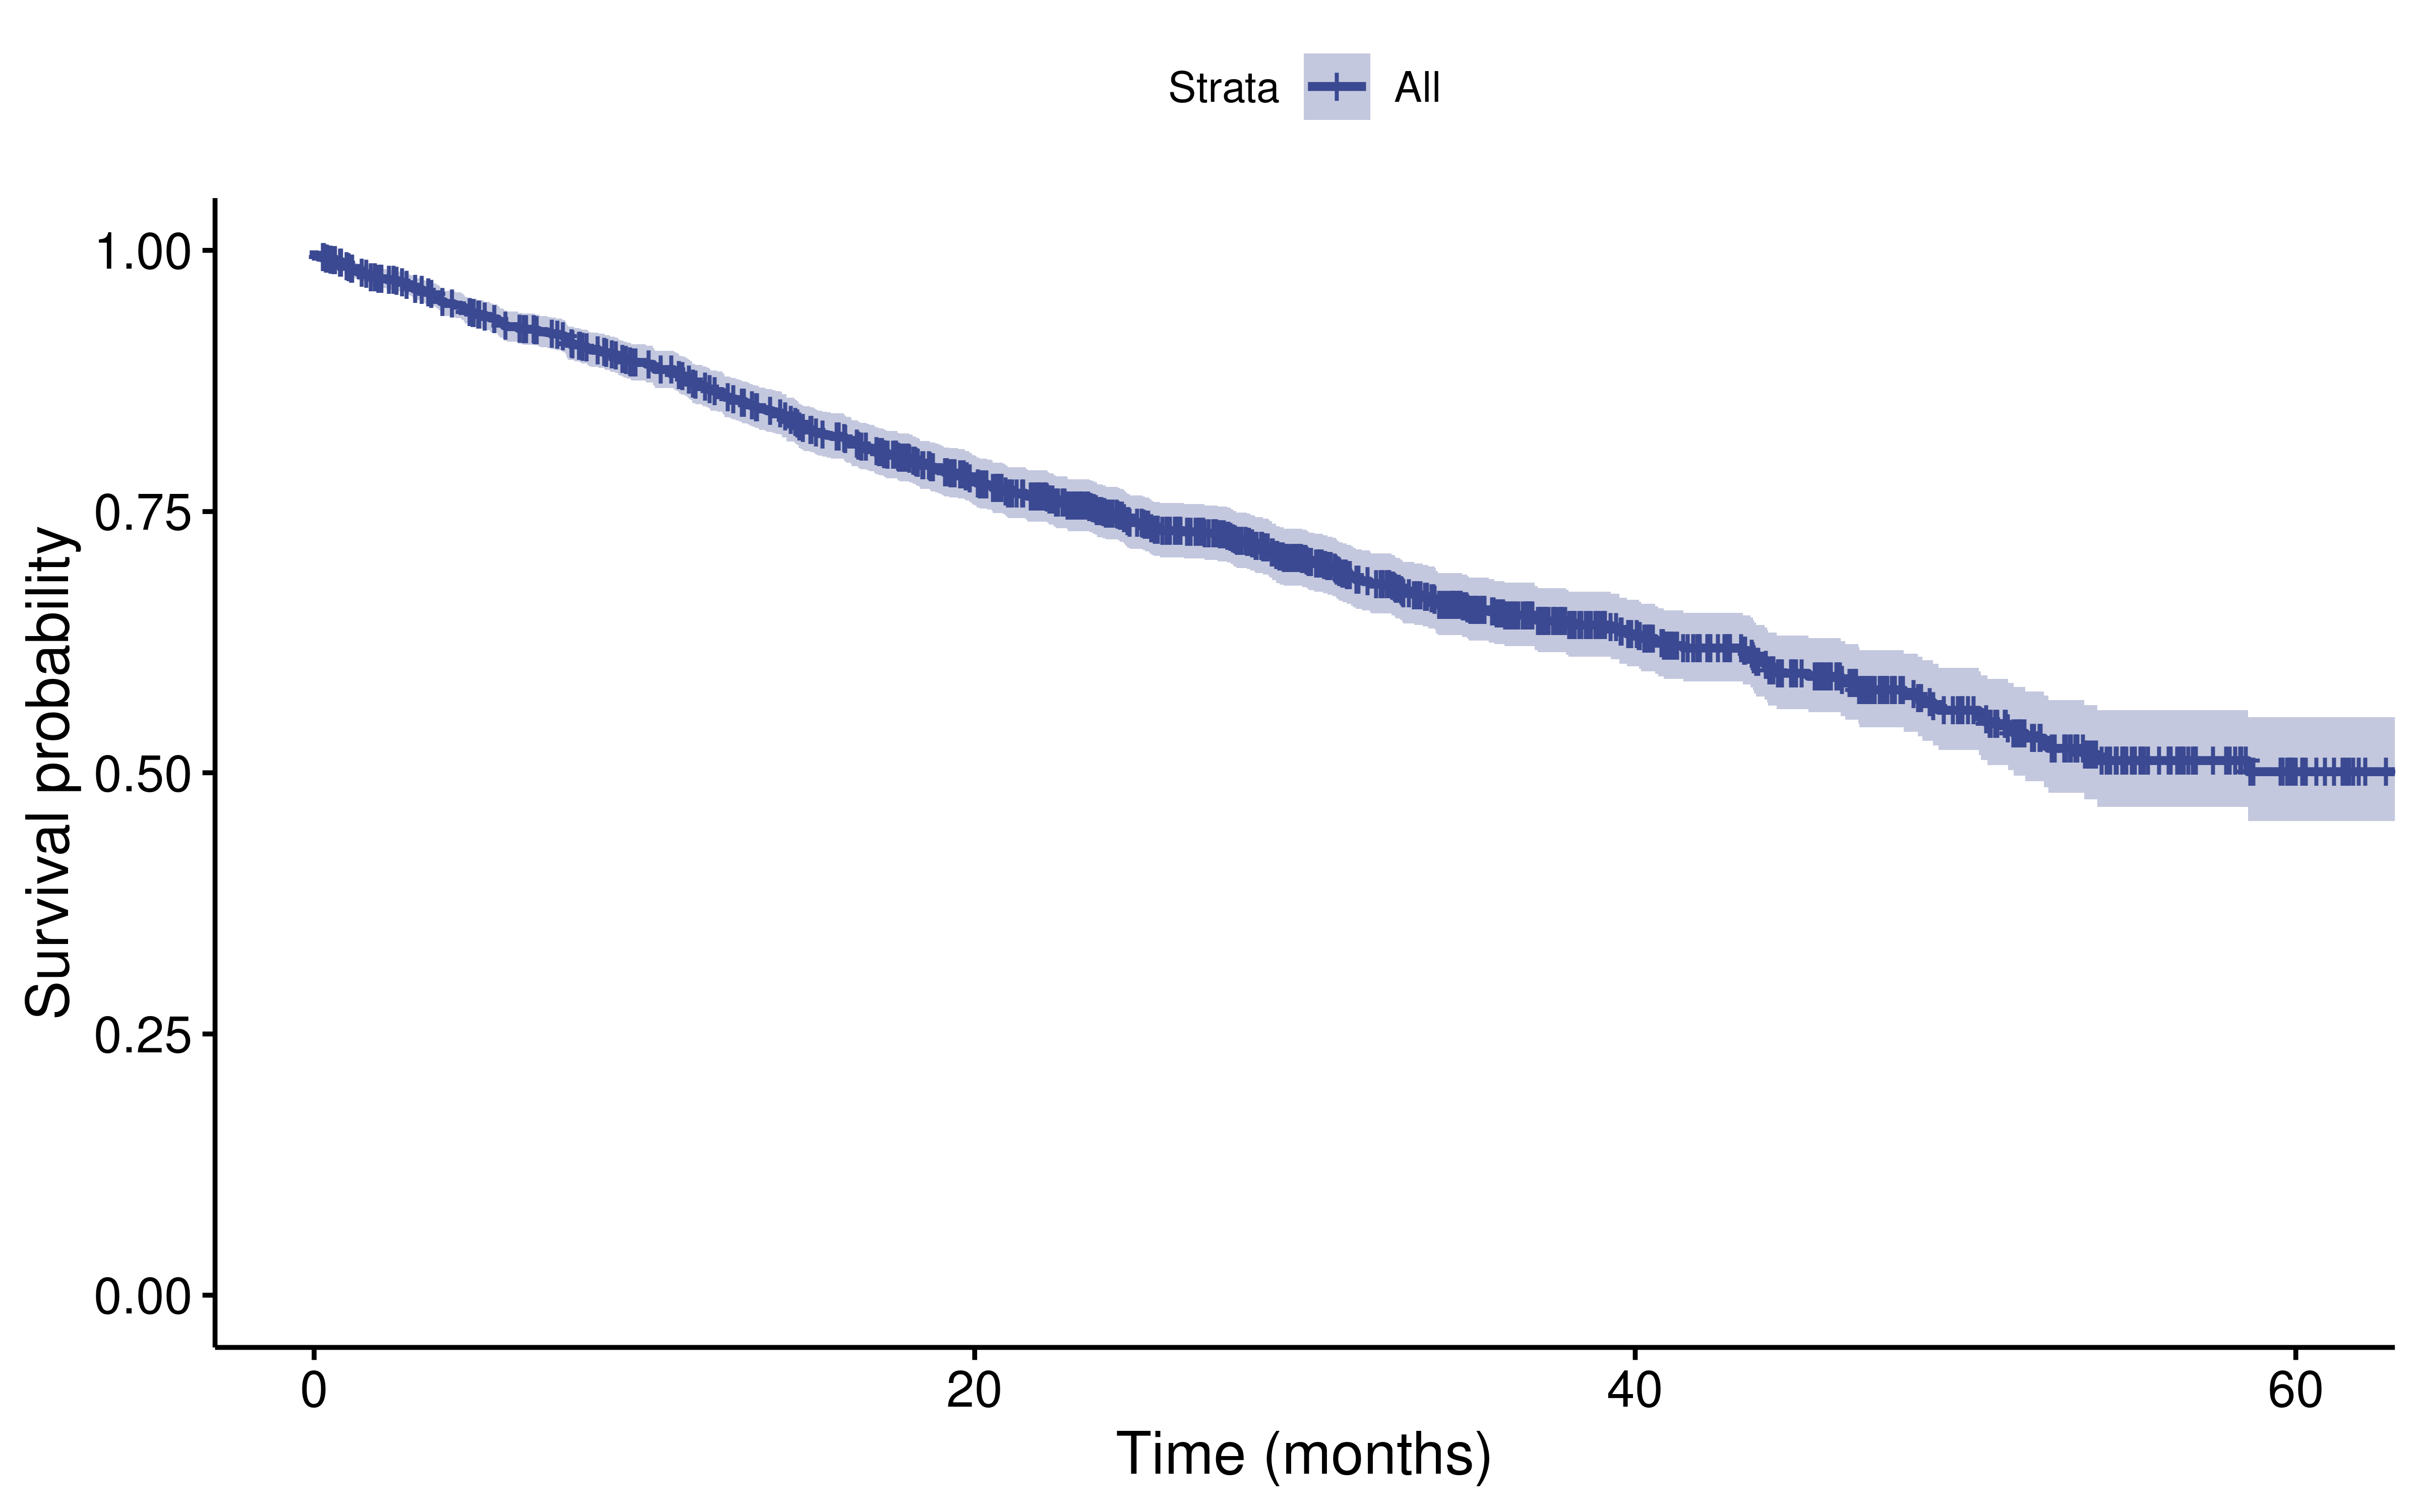 Strata All
Survival probability
1.00
0.75
0.50
0.25
0.00
0 20 40 60
Time (months)